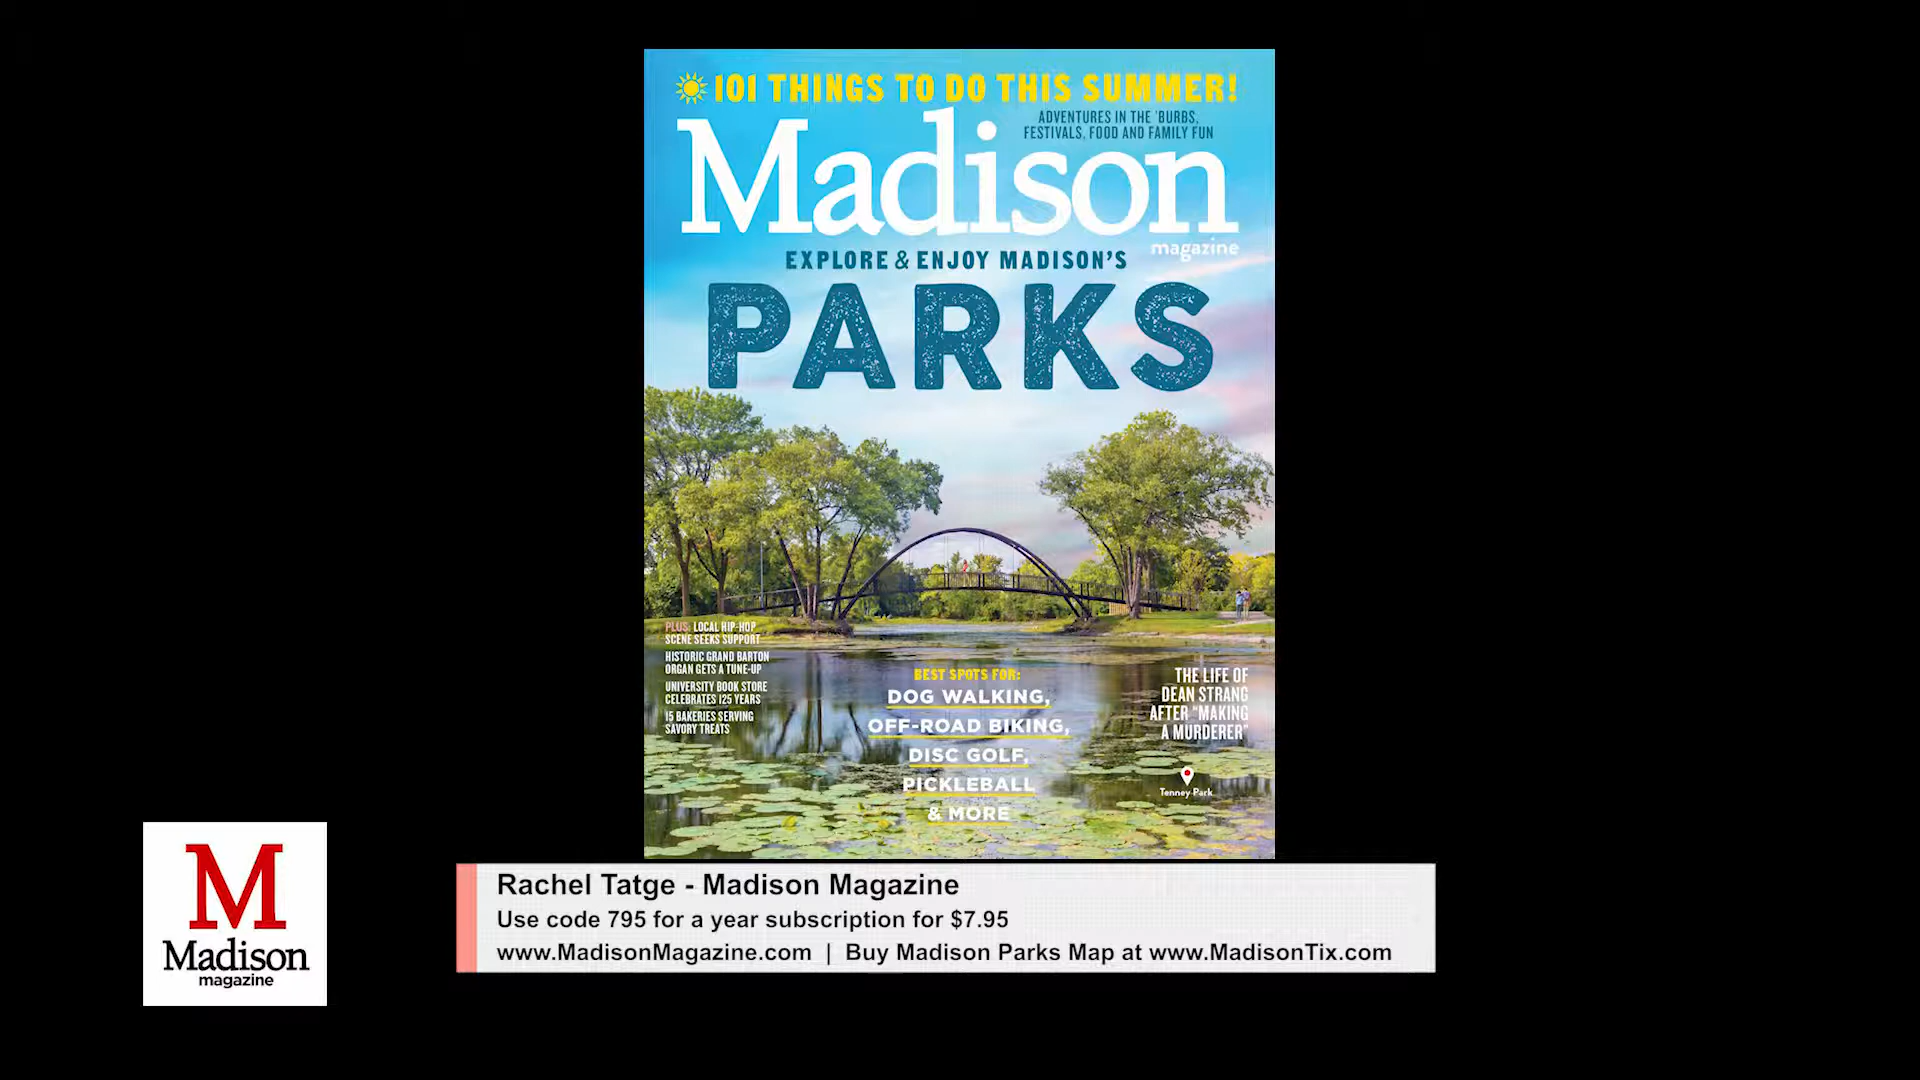 101 THINGS TO DO THIS SUMMER!
ADVENTURES IN THE 'BURBS,
FESTIVALS, FOOD AND FAMILY FUN
Madison
magazine
EXPLORE & ENJOY MADISON'S
PARKS
PLUS: LOCAL HIP-HOP
SCENE SEEKS SUPPORT
HISTORIC GRAND BARTON
ORGAN GETS A TUNE-UP
UNIVERSITY BOOK STORE
CELEBRATES 125 YEARS
15 BAKERIES SERVING
SAVORY TREATS
BEST SPOTS FOR:
DOG WALKING,
OFF-ROAD BIKING,
DISC GOLF,
PICKLEBALL
& MORE
THE LIFE OF
DEAN STRANG
AFTER "MAKING
A MURDERER"
Tenney Park
M
Madison
magazine
Rachel Tatge - Madison Magazine
Use code 795 for a year subscription for $7.95
www.MadisonMagazine.com | Buy Madison Parks Map at www.MadisonTix.com